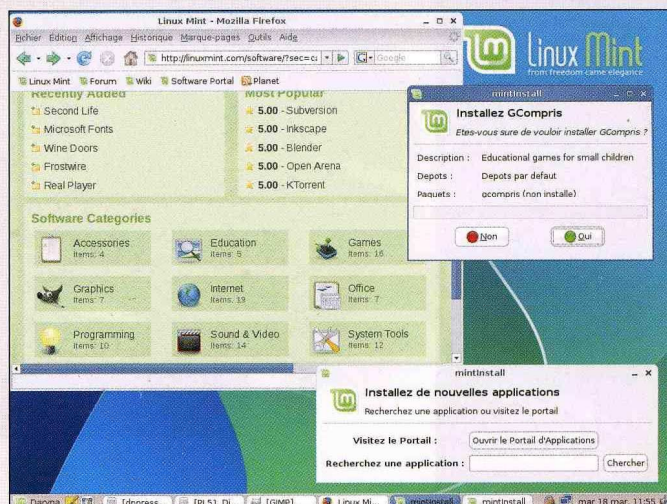 Linux Mint - Mozilla Firefox
Fichier Édition Affichage Historique Marque-pages Outils Aide
http://linuxmint.com/software/?sec=ca
Google
Linux Mint Forum Wiki Software Portal Planet
Recently Added
Second Life
Microsoft Fonts
Wine Doors
Frostwire
Real Player
Most Popular
5.00 - Subversion
5.00 - Inkscape
5.00 - Blender
5.00 - Open Arena
5.00 - KTorrent
Software Categories
Accessories
Items: 4
Education
Items: 5
Games
Items: 16
Graphics
Items: 7
Internet
Items: 19
Office
Items: 7
Programming
Items: 10
Sound & Video
Items: 14
System Tools
Items: 12
Linux Mint
from freedom came elegance
mintInstall
Installez GCompris
Etes-vous sure de vouloir installer GCompris ?
Description : Educational games for small children
Depots : Depots par defaut
Paquets : gcompris (non installe)
Non
Oui
mintInstall
Installez de nouvelles applications
Recherchez une application ou visitez le portail
Visitez le Portail : Ouvrir le Portail d'Applications
Recherchez une application : Chercher
Daryna [GIMP] Linux Mi... mintInstall mintInstall mar 18 mar, 11:55